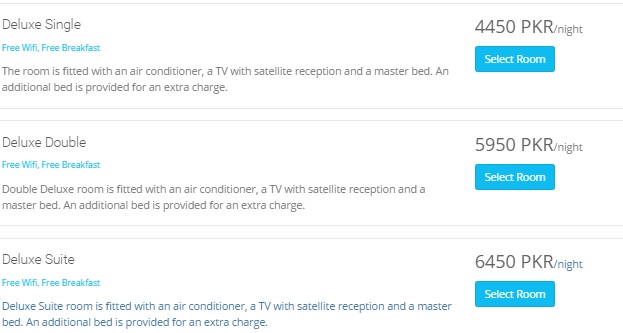 Deluxe Single
4450 PKR/night
Free Wifi, Free Breakfast
Select Room
The room is fitted with an air conditioner, a TV with satellite reception and a master bed. An
additional bed is provided for an extra charge.
Deluxe Double
5950 PKR/night
Free Wifi, Free Breakfast
Select Room
Double Deluxe room is fitted with an air conditioner, a TV with satellite reception and a
master bed. An additional bed is provided for an extra charge.
Deluxe Suite
6450 PKR/night
Free Wifi, Free Breakfast
Select Room
Deluxe Suite room is fitted with an air conditioner, a TV with satellite reception and a master
bed. An additional bed is provided for an extra charge.